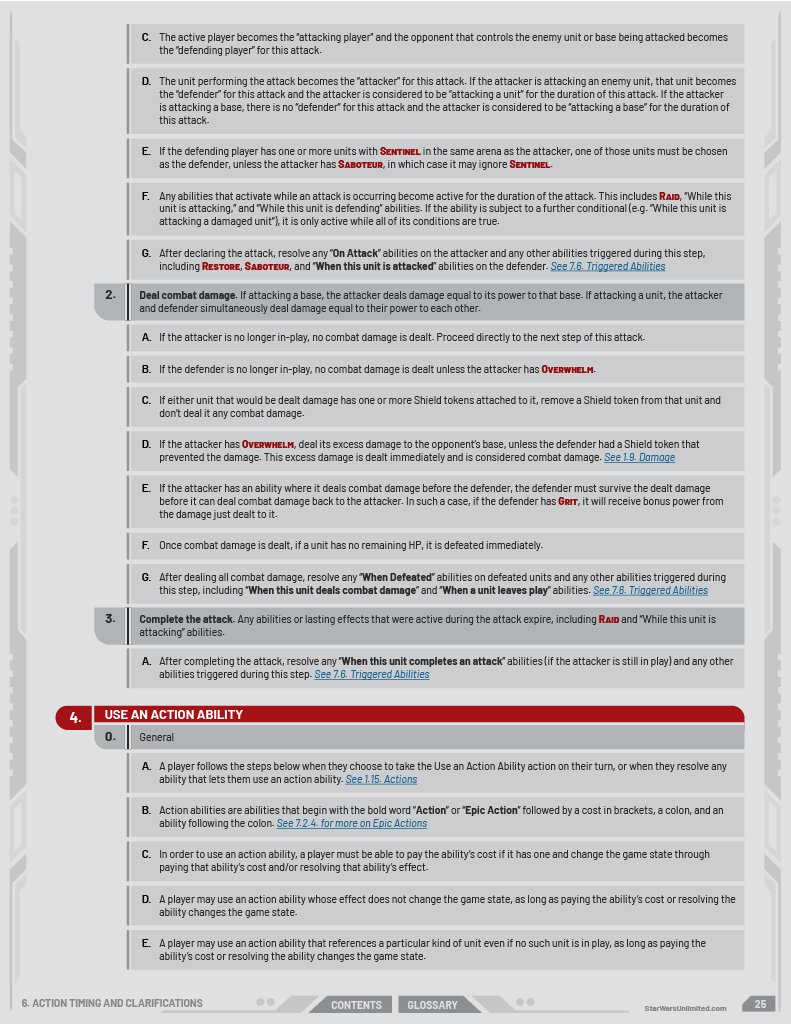 C. The active player becomes the “attacking player” and the opponent that controls the enemy unit or base being attacked becomes
the “defending player” for this attack.
D. The unit performing the attack becomes the “attacker” for this attack. If the attacker is attacking an enemy unit, that unit becomes
the “defender” for this attack and the attacker is considered to be “attacking a unit” for the duration of this attack. If the attacker
is attacking a base, there is no “defender” for this attack and the attacker is considered to be “attacking a base” for the duration of
this attack.
E. If the defending player has one or more units with SENTINEL in the same arena as the attacker, one of those units must be chosen
as the defender, unless the attacker has SABOTEUR, in which case it may ignore SENTINEL.
F. Any abilities that activate while an attack is occurring become active for the duration of the attack. This includes RAID, “While this
unit is attacking,” and “While this unit is defending” abilities. If the ability is subject to a further conditional (e.g. “While this unit is
attacking a damaged unit”), it is only active while all of its conditions are true.
G. After declaring the attack, resolve any “On Attack” abilities on the attacker and any other abilities triggered during this step,
including RESTORE, SABOTEUR, and “When this unit is attacked” abilities on the defender. See 7.6. Triggered Abilities
2. Deal combat damage. If attacking a base, the attacker deals damage equal to its power to that base. If attacking a unit, the attacker
and defender simultaneously deal damage equal to their power to each other.
A. If the attacker is no longer in-play, no combat damage is dealt. Proceed directly to the next step of this attack.
B. If the defender is no longer in-play, no combat damage is dealt unless the attacker has OVERWHELM.
C. If either unit that would be dealt damage has one or more Shield tokens attached to it, remove a Shield token from that unit and
don’t deal it any combat damage.
D. If the attacker has OVERWHELM, deal its excess damage to the opponent’s base, unless the defender had a Shield token that
prevented the damage. This excess damage is dealt immediately and is considered combat damage. See 1.9. Damage
E. If the attacker has an ability where it deals combat damage before the defender, the defender must survive the dealt damage
before it can deal combat damage back to the attacker. In such a case, if the defender has GRIT, it will receive bonus power from
the damage just dealt to it.
F. Once combat damage is dealt, if a unit has no remaining HP, it is defeated immediately.
G. After dealing all combat damage, resolve any “When Defeated” abilities on defeated units and any other abilities triggered during
this step, including “When this unit deals combat damage” and “When a unit leaves play” abilities. See 7.6. Triggered Abilities
3. Complete the attack. Any abilities or lasting effects that were active during the attack expire, including RAID and “While this unit is
attacking” abilities.
A. After completing the attack, resolve any “When this unit completes an attack” abilities (if the attacker is still in play) and any other
abilities triggered during this step. See 7.6. Triggered Abilities
4. USE AN ACTION ABILITY
0. General
A. A player follows the steps below when they choose to take the Use an Action Ability action on their turn, or when they resolve any
ability that lets them use an action ability. See 1.15. Actions
B. Action abilities are abilities that begin with the bold word “Action” or “Epic Action” followed by a cost in brackets, a colon, and an
ability following the colon. See 7.2.4. for more on Epic Actions
C. In order to use an action ability, a player must be able to pay the ability’s cost if it has one and change the game state through
paying that ability’s cost and/or resolving that ability’s effect.
D. A player may use an action ability whose effect does not change the game state, as long as paying the ability’s cost or resolving the
ability changes the game state.
E. A player may use an action ability that references a particular kind of unit even if no such unit is in play, as long as paying the
ability’s cost or resolving the ability changes the game state.
6. ACTION TIMING AND CLARIFICATIONS
CONTENTS
GLOSSARY
StarWarsUnlimited.com
25